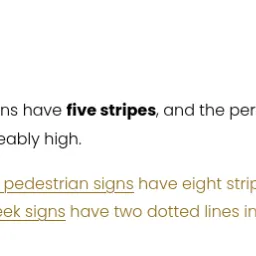 ns have five stripes, and the per
eably high.
pedestrian signs have eight strip
eek signs have two dotted lines in